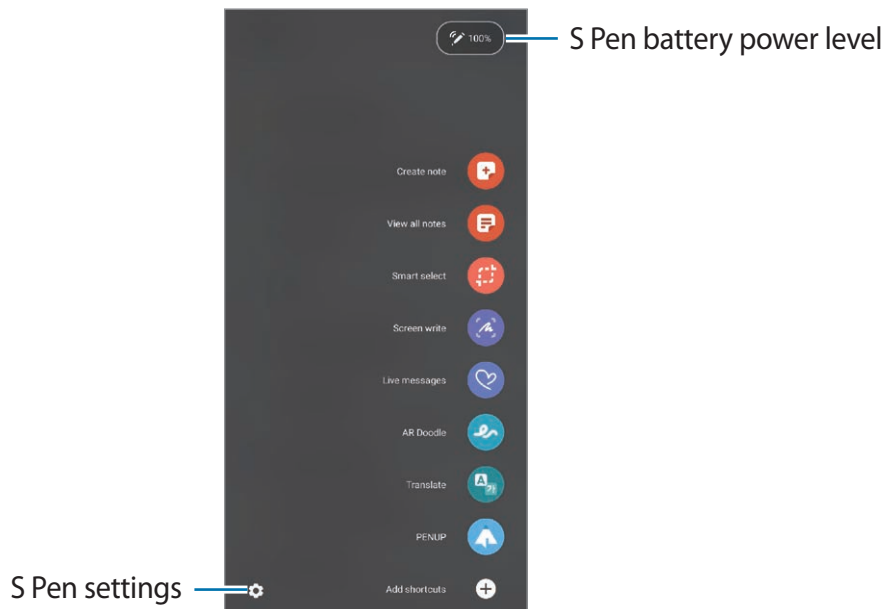 100%
S Pen battery power level
Create note
View all notes
Smart select
Screen write
Live messages
AR Doodle
Translate
A
가
PENUP
S Pen settings
Add shortcuts